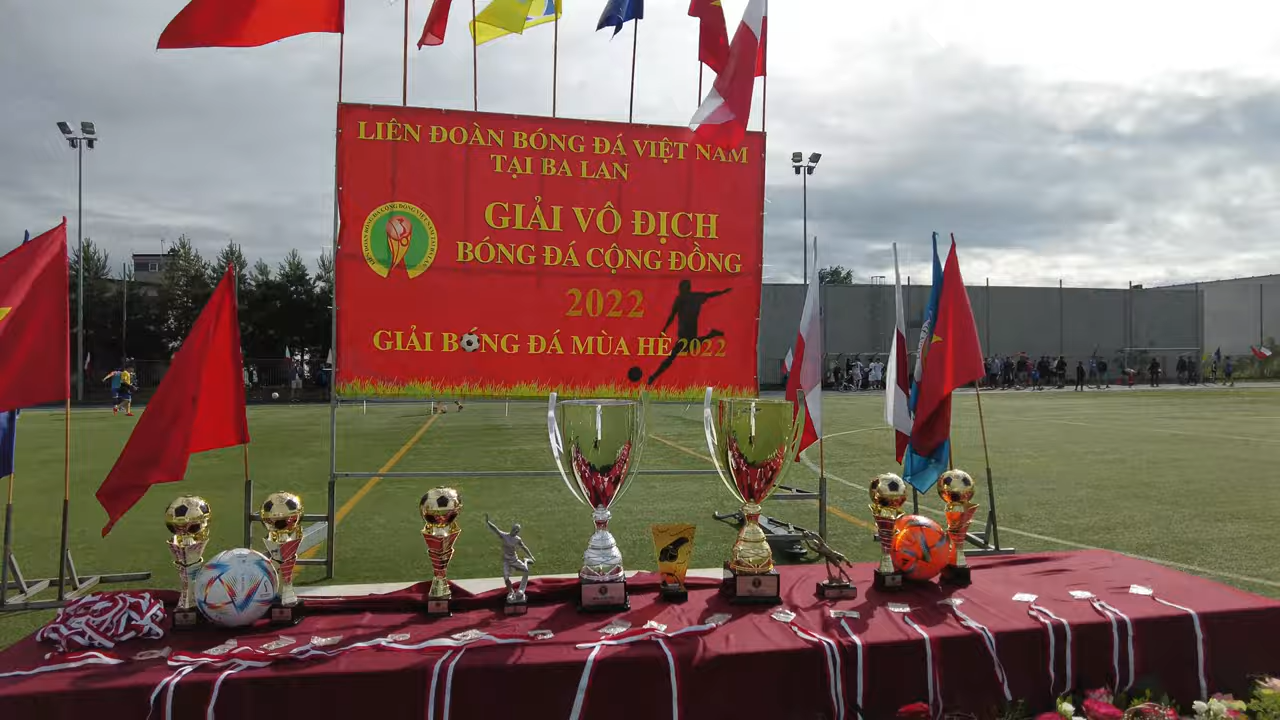 LIÊN ĐOÀN BÓNG ĐÁ VIỆT NAM
TẠI BA LAN
GIẢI VÔ ĐỊCH
BÓNG ĐÁ CỘNG ĐỒNG
2022
GIẢI BÓNG ĐÁ MÙA HÈ 2022